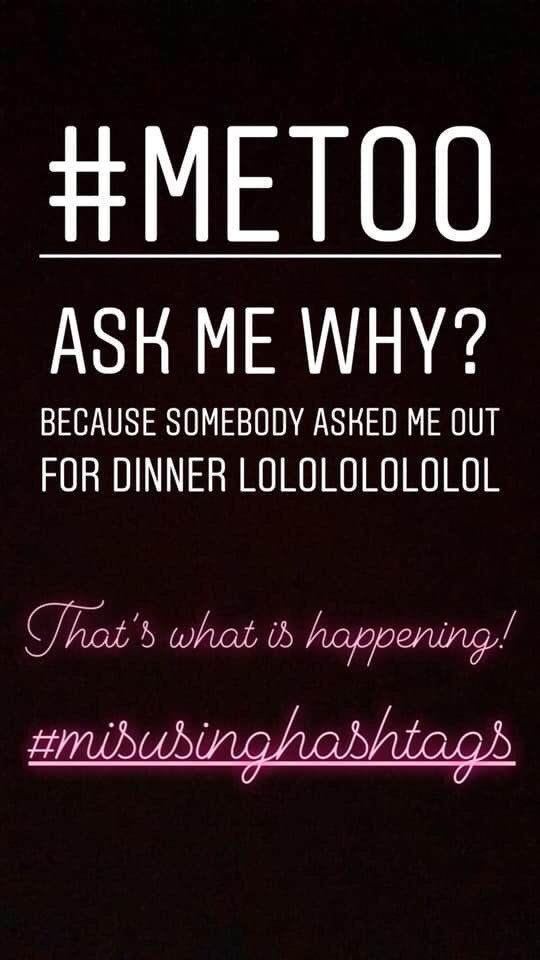 #METOO
ASK ME WHY?
BECAUSE SOMEBODY ASKED ME OUT
FOR DINNER LOLOLOLOLOLOL
That's what is happening!
#misusinghashtags